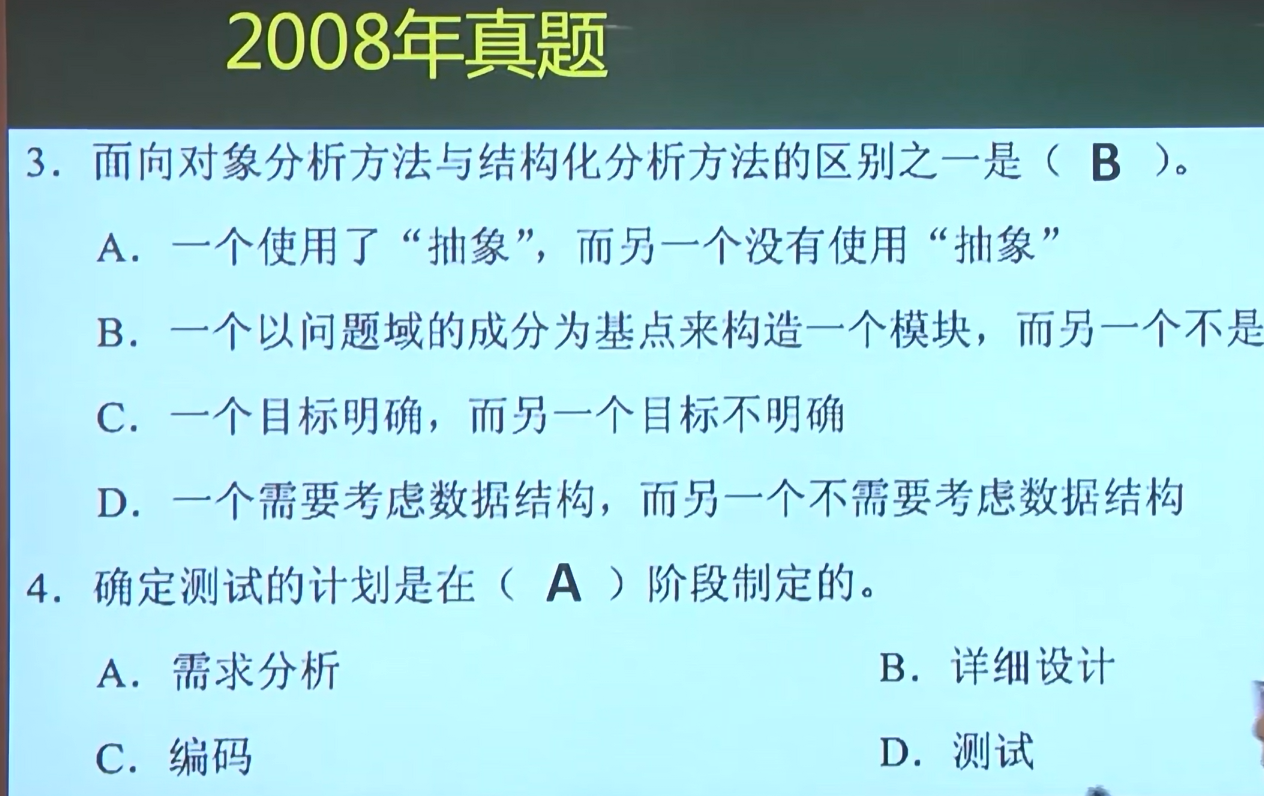 2008年真题
3. 面向对象分析方法与结构化分析方法的区别之一是（ B ）。
A. 一个使用了“抽象”，而另一个没有使用“抽象”
B. 一个以问题域的成分为基点来构造一个模块，而另一个不是
C. 一个目标明确，而另一个目标不明确
D. 一个需要考虑数据结构，而另一个不需要考虑数据结构
4. 确定测试的计划是在（ A ）阶段制定的。
A. 需求分析 B. 详细设计
C. 编码 D. 测试